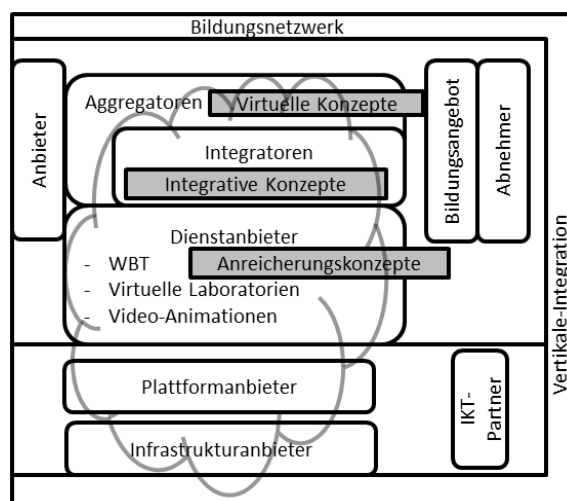 Bildungsnetzwerk
Anbieter
Aggregatoren
Virtuelle Konzepte
Integratoren
Integrative Konzepte
Dienstanbieter
Anreicherungskonzepte
- WBT
- Virtuelle Laboratorien
- Video-Animationen
Bildungsangebot
Abnehmer
Vertikale-Integration
Plattformanbieter
Infrastrukturanbieter
IKT-
Partner